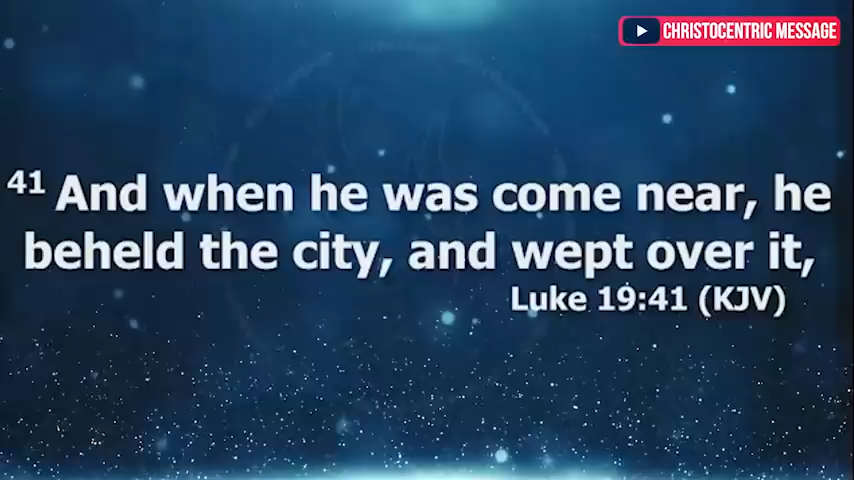 CHRISTOCENTRIC MESSAGE
41 And when he was come near, he
beheld the city, and wept over it,
Luke 19:41 (KJV)